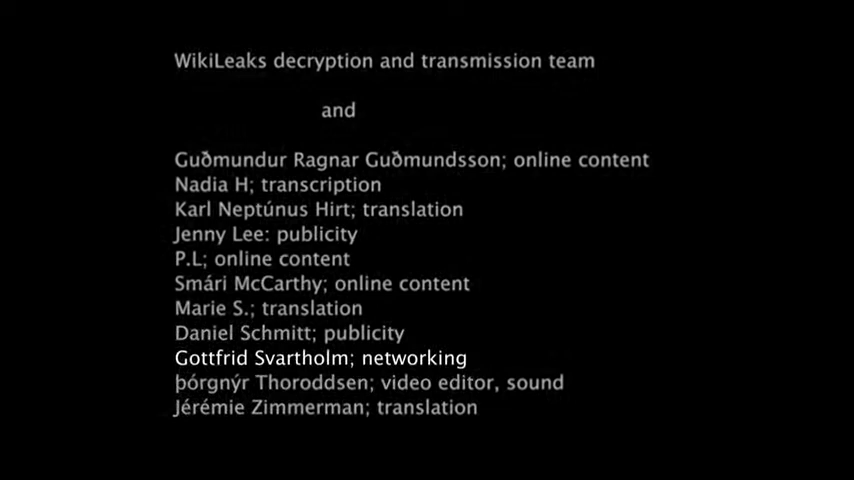 WikiLeaks decryption and transmission team
and
Guðmundur Ragnar Guðmundsson; online content
Nadia H; transcription
Karl Neptúnus Hirt; translation
Jenny Lee: publicity
P.L; online content
Smári McCarthy; online content
Marie S.; translation
Daniel Schmitt; publicity
Gottfrid Svartholm; networking
þórgnýr Thoroddsen; video editor, sound
Jérémie Zimmerman; translation